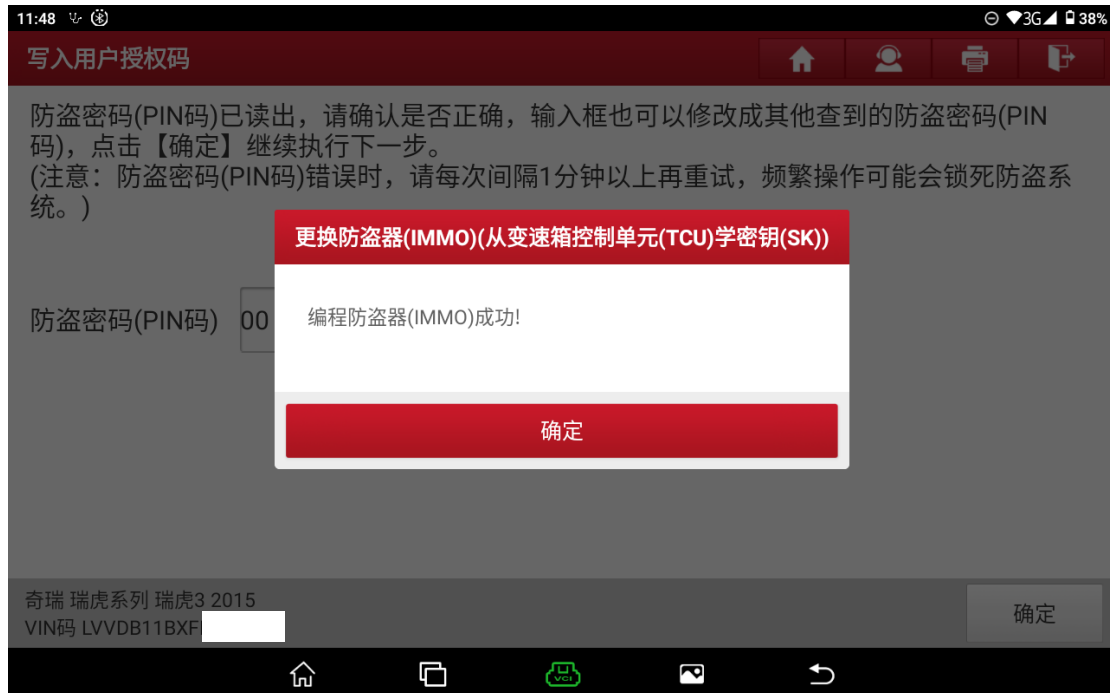 11:48
3G 38%
写入用户授权码
防盗密码(PIN码)已读出，请确认是否正确，输入框也可以修改成其他查到的防盗密码(PIN
码)，点击【确定】继续执行下一步。
(注意：防盗密码(PIN码)错误时，请每次间隔1分钟以上再重试，频繁操作可能会锁死防盗系
统。)
更换防盗器(IMMO)(从变速箱控制单元(TCU)学密钥(SK))
防盗密码(PIN码) 00
编程防盗器(IMMO)成功!
确定
奇瑞 瑞虎系列 瑞虎3 2015
VIN码 LVVDB11BXF
确定
VCI